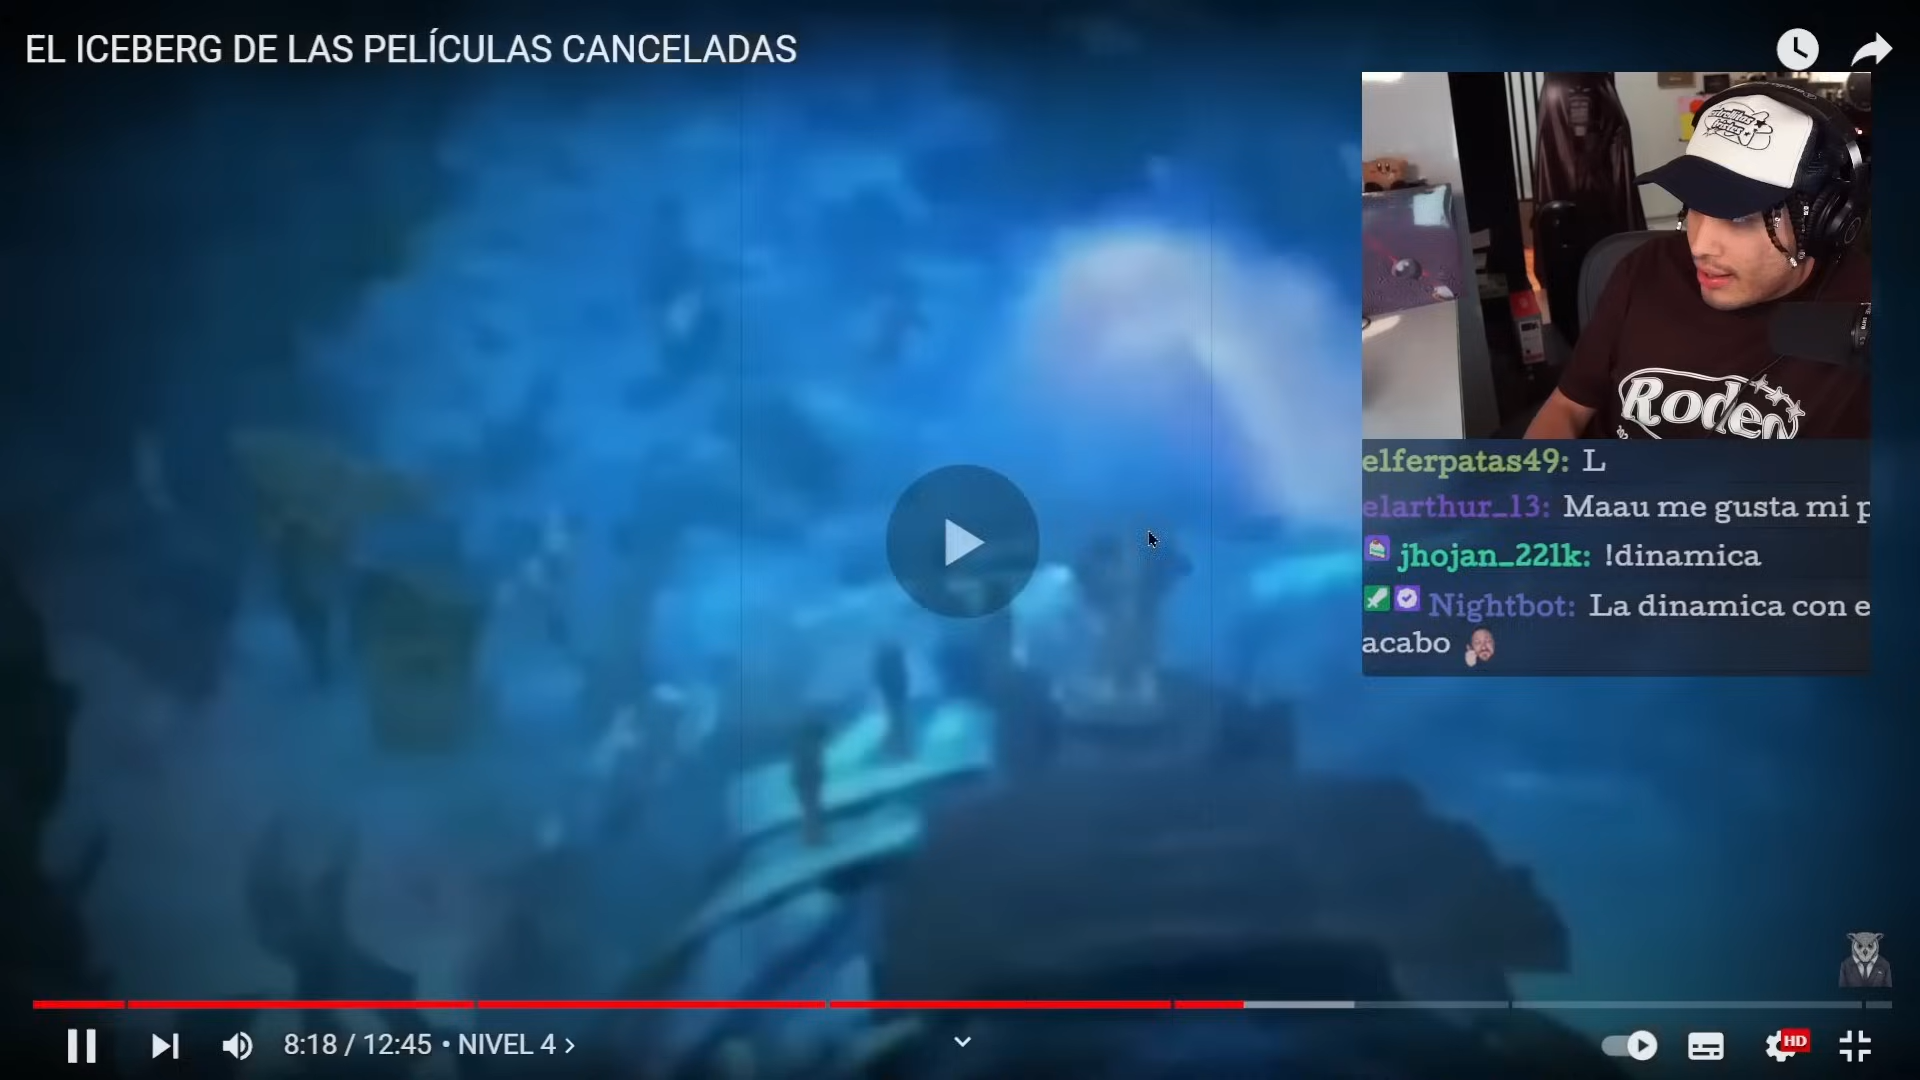 EL ICEBERG DE LAS PELÍCULAS CANCELADAS
Rodeo
elferpatas49: L
elarthur_13: Maau me gusta mi p
jhojan_221k: !dinamica
Nightbot: La dinamica con e
acabo
8:18 / 12:45 • NIVEL 4 ›
HD